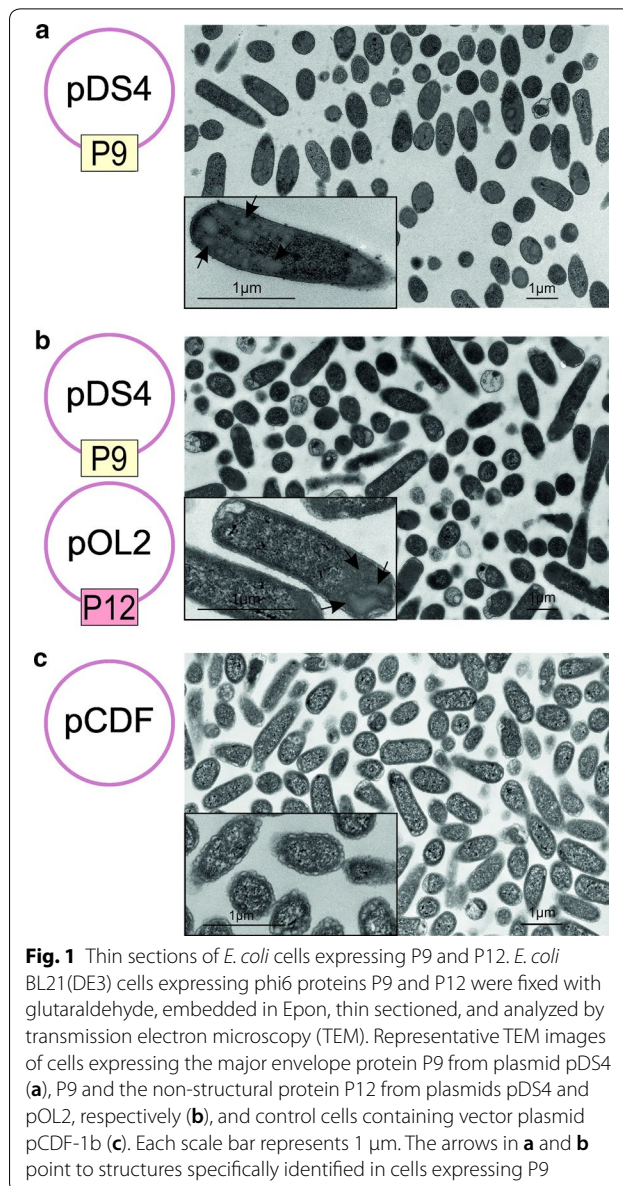 a
pDS4
P9
1µm
b
pDS4
P9
pOL2
P12
1µm
1µm
c
pCDF
1µm
1µm
Fig. 1 Thin sections of E. coli cells expressing P9 and P12. E. coli
BL21(DE3) cells expressing phi6 proteins P9 and P12 were fixed with
glutaraldehyde, embedded in Epon, thin sectioned, and analyzed by
transmission electron microscopy (TEM). Representative TEM images
of cells expressing the major envelope protein P9 from plasmid pDS4
(a), P9 and the non-structural protein P12 from plasmids pDS4 and
pOL2, respectively (b), and control cells containing vector plasmid
pCDF-1b (c). Each scale bar represents 1 µm. The arrows in a and b
point to structures specifically identified in cells expressing P9